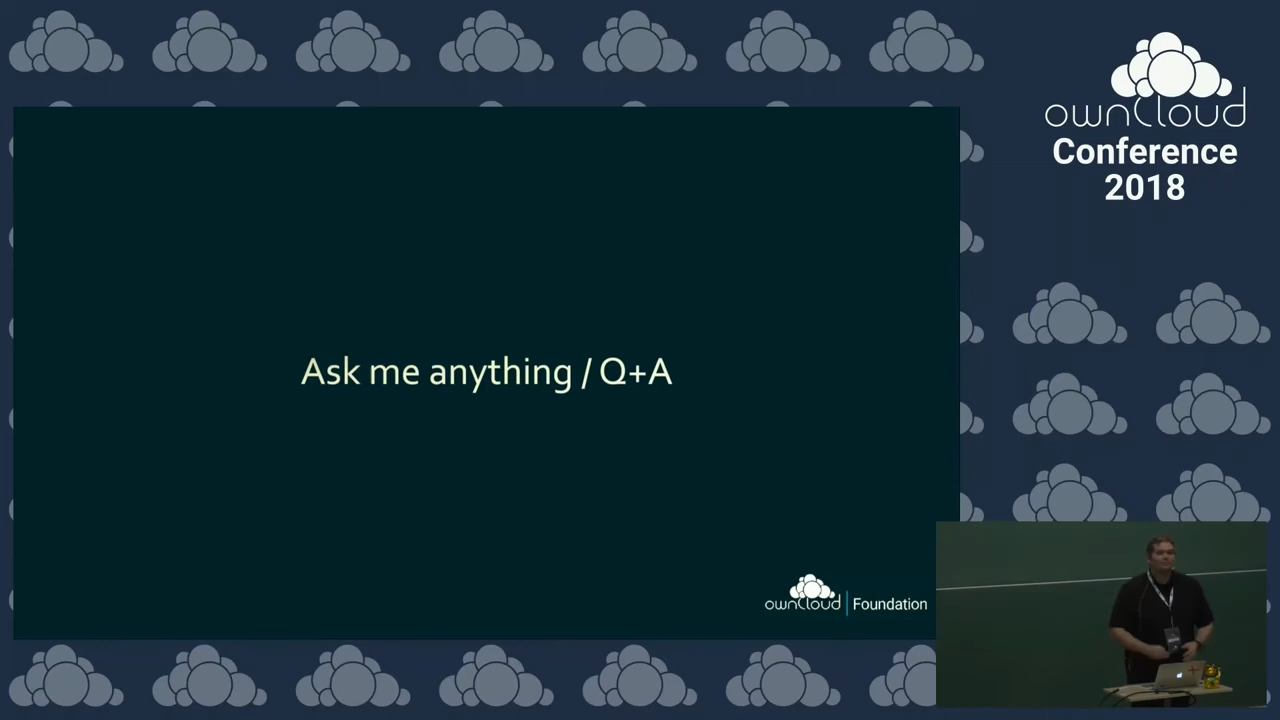 ownCloud
Conference
2018
Ask me anything / Q+A
ownCloud | Foundation